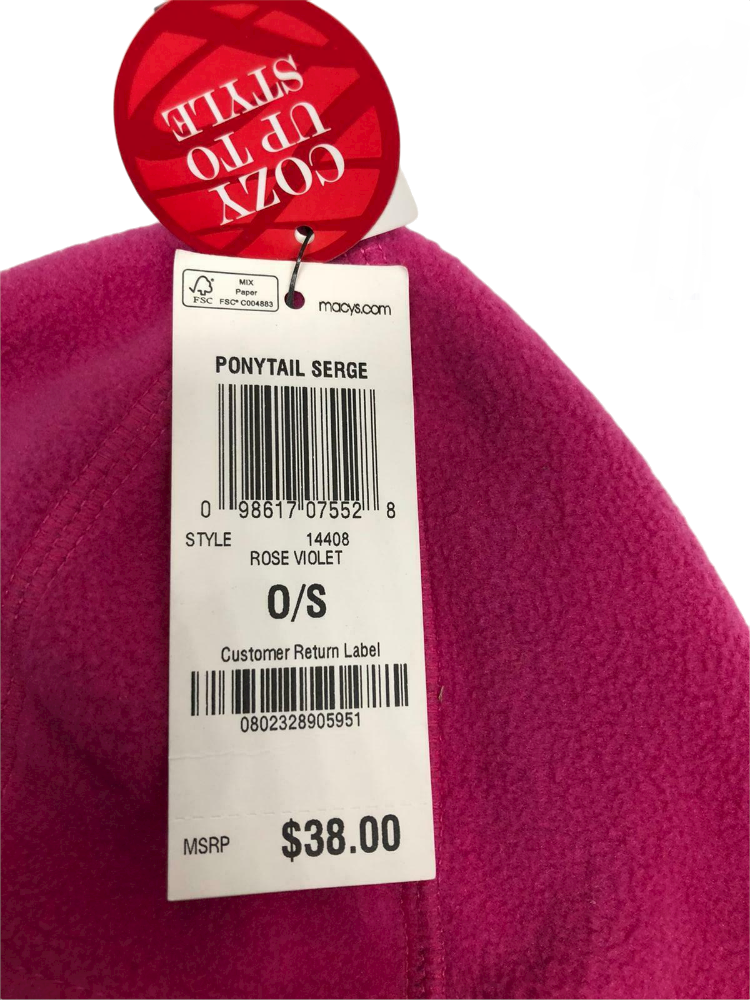 COZY
UP TO
STYLE
FSC
MIX
Paper
FSC® C004883
macys.com
PONYTAIL SERGE
0 98617 07552 8
STYLE 14408
ROSE VIOLET
O/S
Customer Return Label
0802328905951
MSRP $38.00